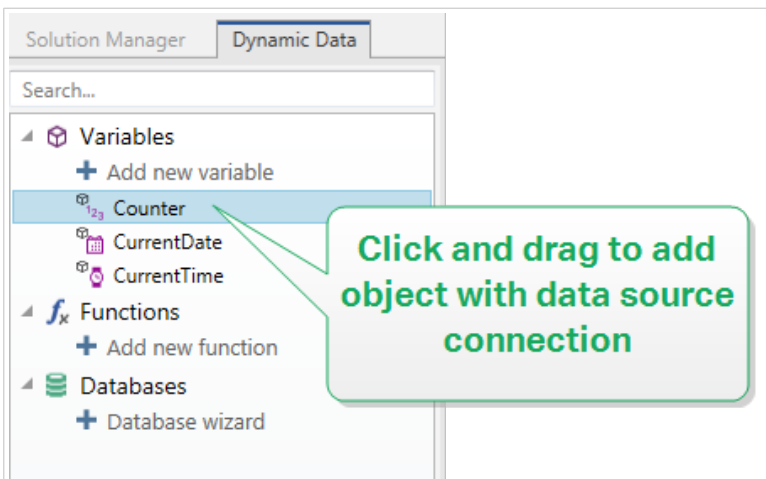 Solution Manager Dynamic Data
Search...
Variables
Add new variable
Counter
CurrentDate
CurrentTime
Functions
Add new function
Databases
Database wizard
Click and drag to add
object with data source
connection